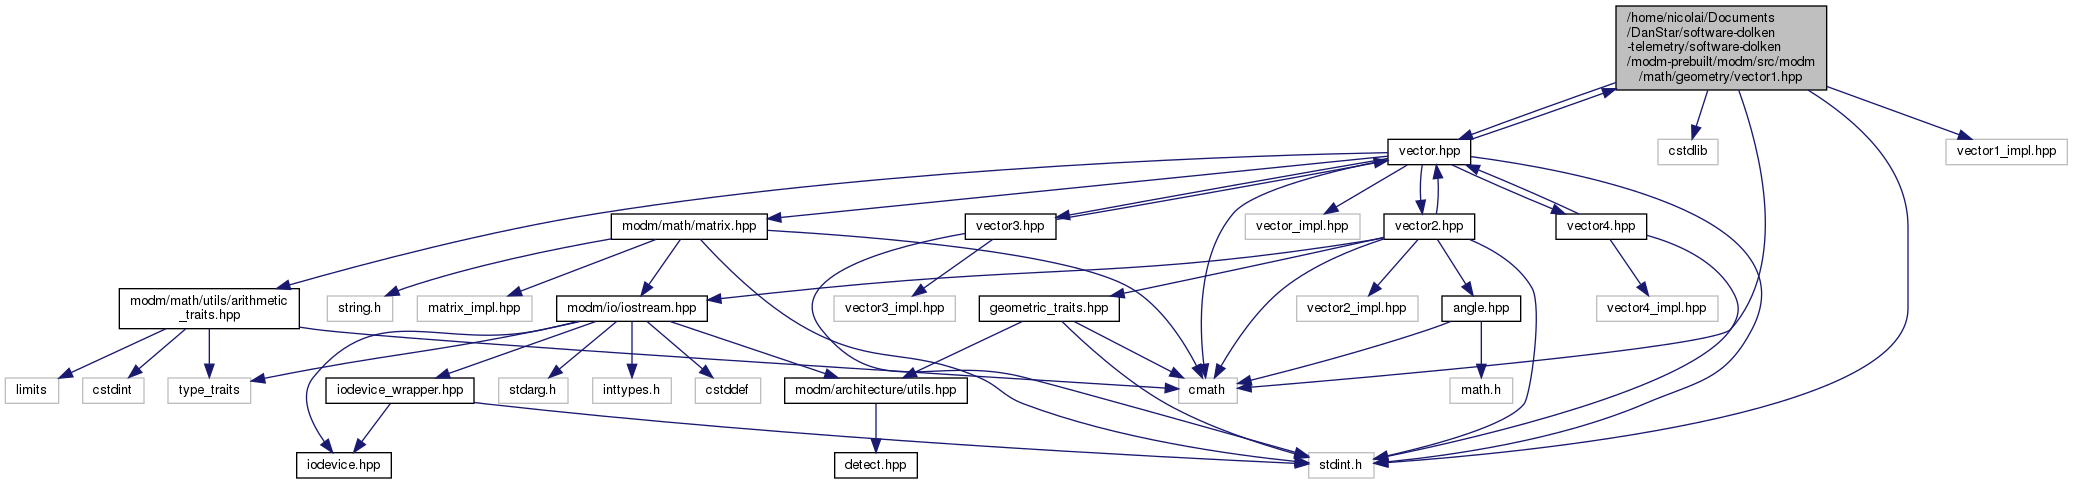 /home/nicolai/Documents
/DanStar/software-dolken
-telemetry/software-dolken
/modm-prebuilt/modm/src/modm
/math/geometry/vector1.hpp
vector.hpp
cstdlib
vector1_impl.hpp
modm/math/matrix.hpp
vector3.hpp
vector_impl.hpp
vector2.hpp
vector4.hpp
modm/math/utils/arithmetic
_traits.hpp
string.h
matrix_impl.hpp
modm/io/iostream.hpp
vector3_impl.hpp
geometric_traits.hpp
vector2_impl.hpp
angle.hpp
vector4_impl.hpp
limits
cstdint
type_traits
iodevice_wrapper.hpp
stdarg.h
inttypes.h
cstddef
modm/architecture/utils.hpp
cmath
math.h
iodevice.hpp
detect.hpp
stdint.h